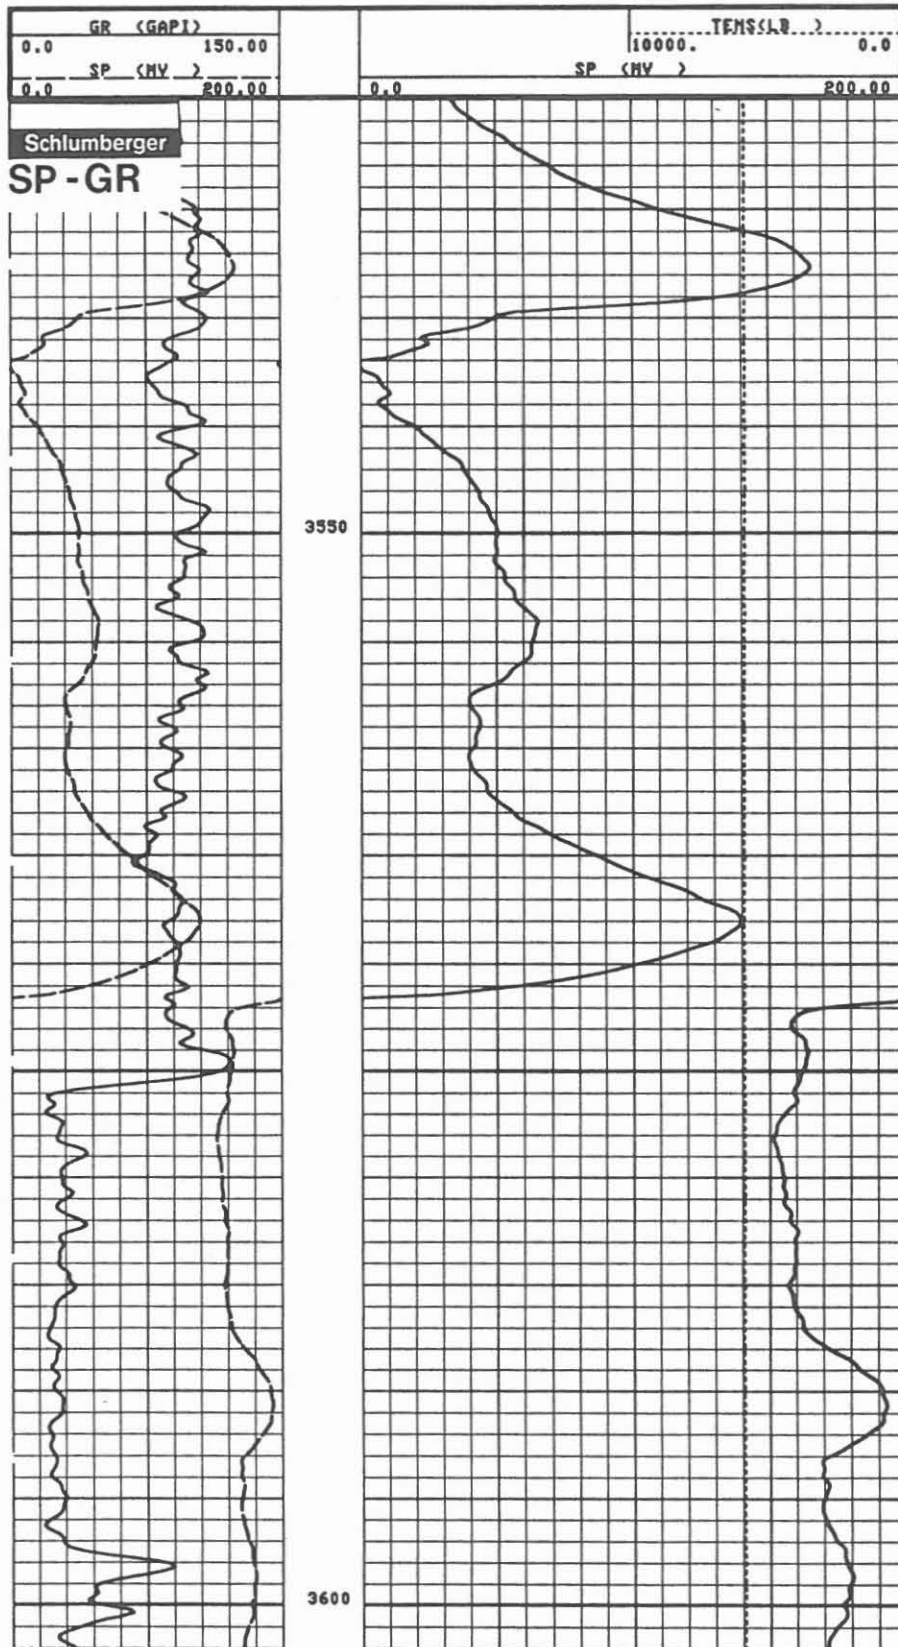 GR (GAPI)
0.0 150.00
SP (MV )
0.0 200.00
TENS(LB )
10000. 0.0
SP (MV )
0.0 200.00
Schlumberger
SP-GR
3550
3600